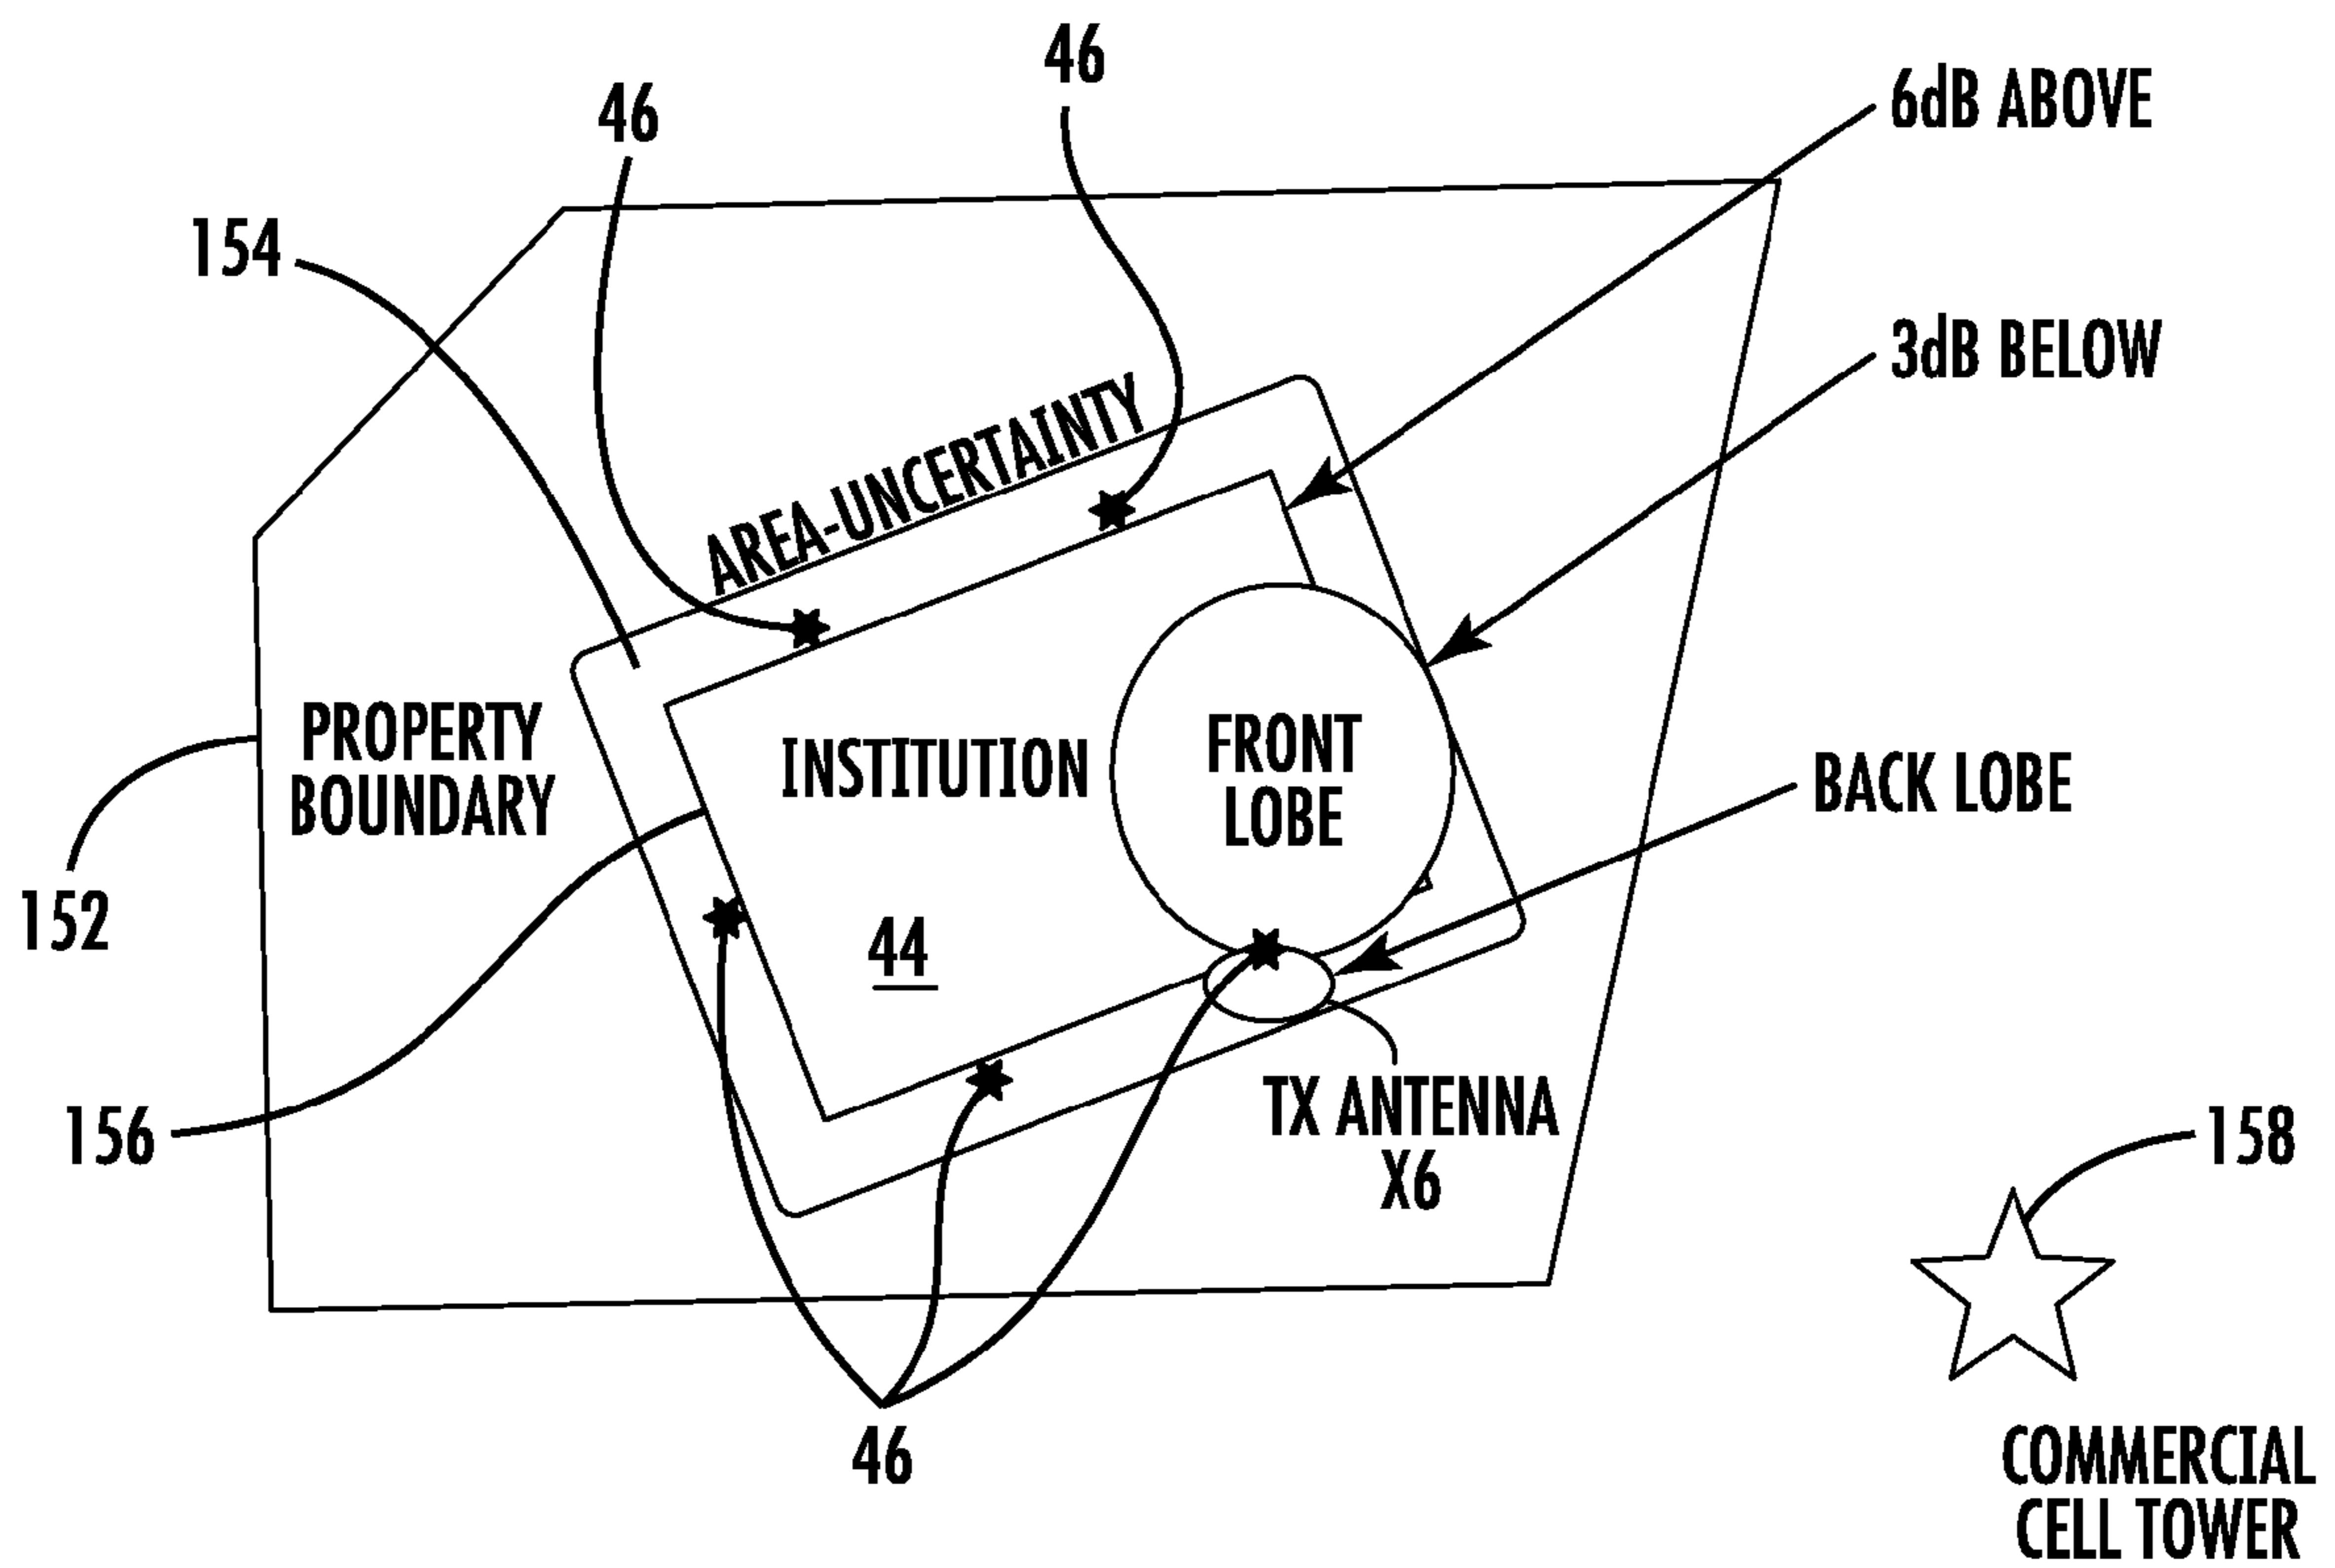 46
46
6dB ABOVE
154
3dB BELOW
AREA-UNCERTAINTY
PROPERTY
BOUNDARY
INSTITUTION
FRONT
LOBE
BACK LOBE
152
44
156
TX ANTENNA
X6
158
46
COMMERCIAL
CELL TOWER